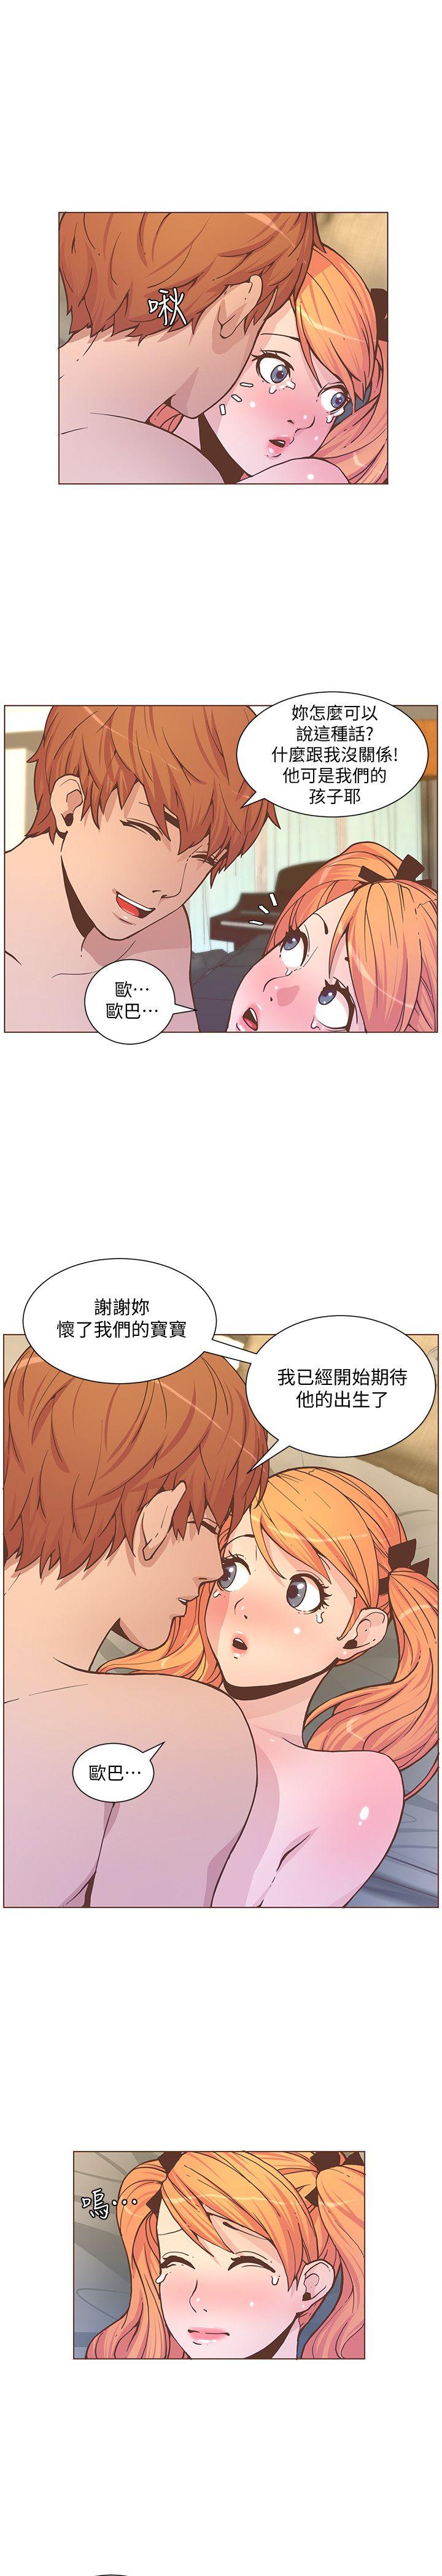 啾
妳怎麼可以
說這種話?
什麼跟我沒關係!
他可是我們的
孩子耶
歐…
歐巴…
謝謝妳
懷了我們的寶寶
我已經開始期待
他的出生了
歐巴…
嗚…